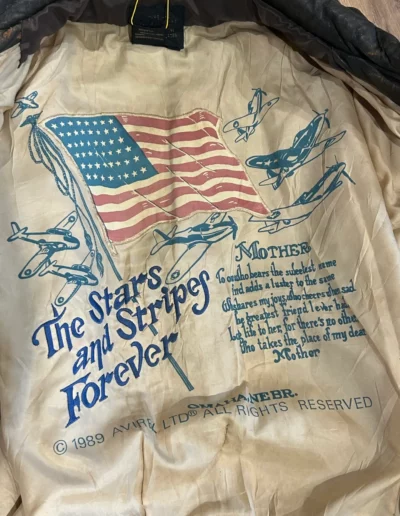 The Stars
and Stripes
Forever
MOTHER
To one who bears the sweetest name
and adds a luster to the same
Who shares my joys, who cheers when sad
the greatest friend I ever had
Long life to her, for there's no other
Who takes the place of my dear
Mother
OMAHA, NEBR.
© 1989 AVIREX, LTD® ALL RIGHTS RESERVED